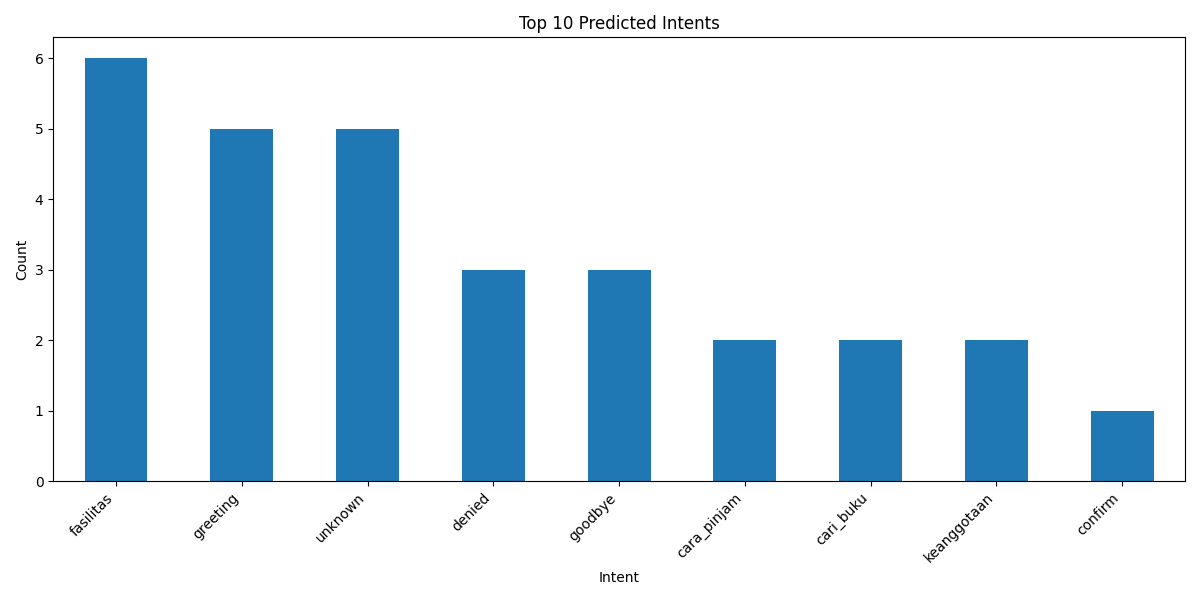 Top 10 Predicted Intents
Count
6
5
4
3
2
1
0
fasilitas
greeting
unknown
denied
goodbye
cara_pinjam
cari_buku
keanggotaan
confirm
Intent